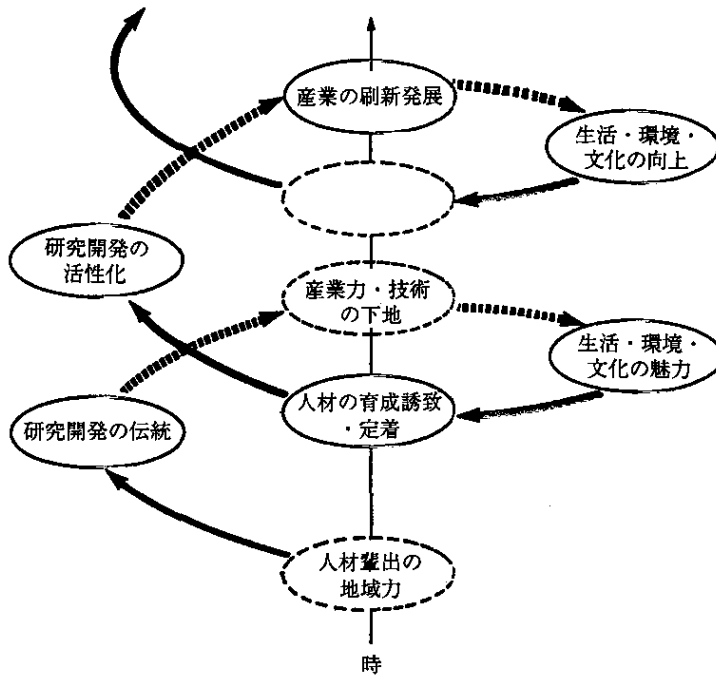 産業の刷新発展
生活・環境・
文化の向上
研究開発の
活性化
産業力・技術
の下地
生活・環境・
文化の魅力
人材の育成誘致
・定着
研究開発の伝統
人材輩出の
地域力
時